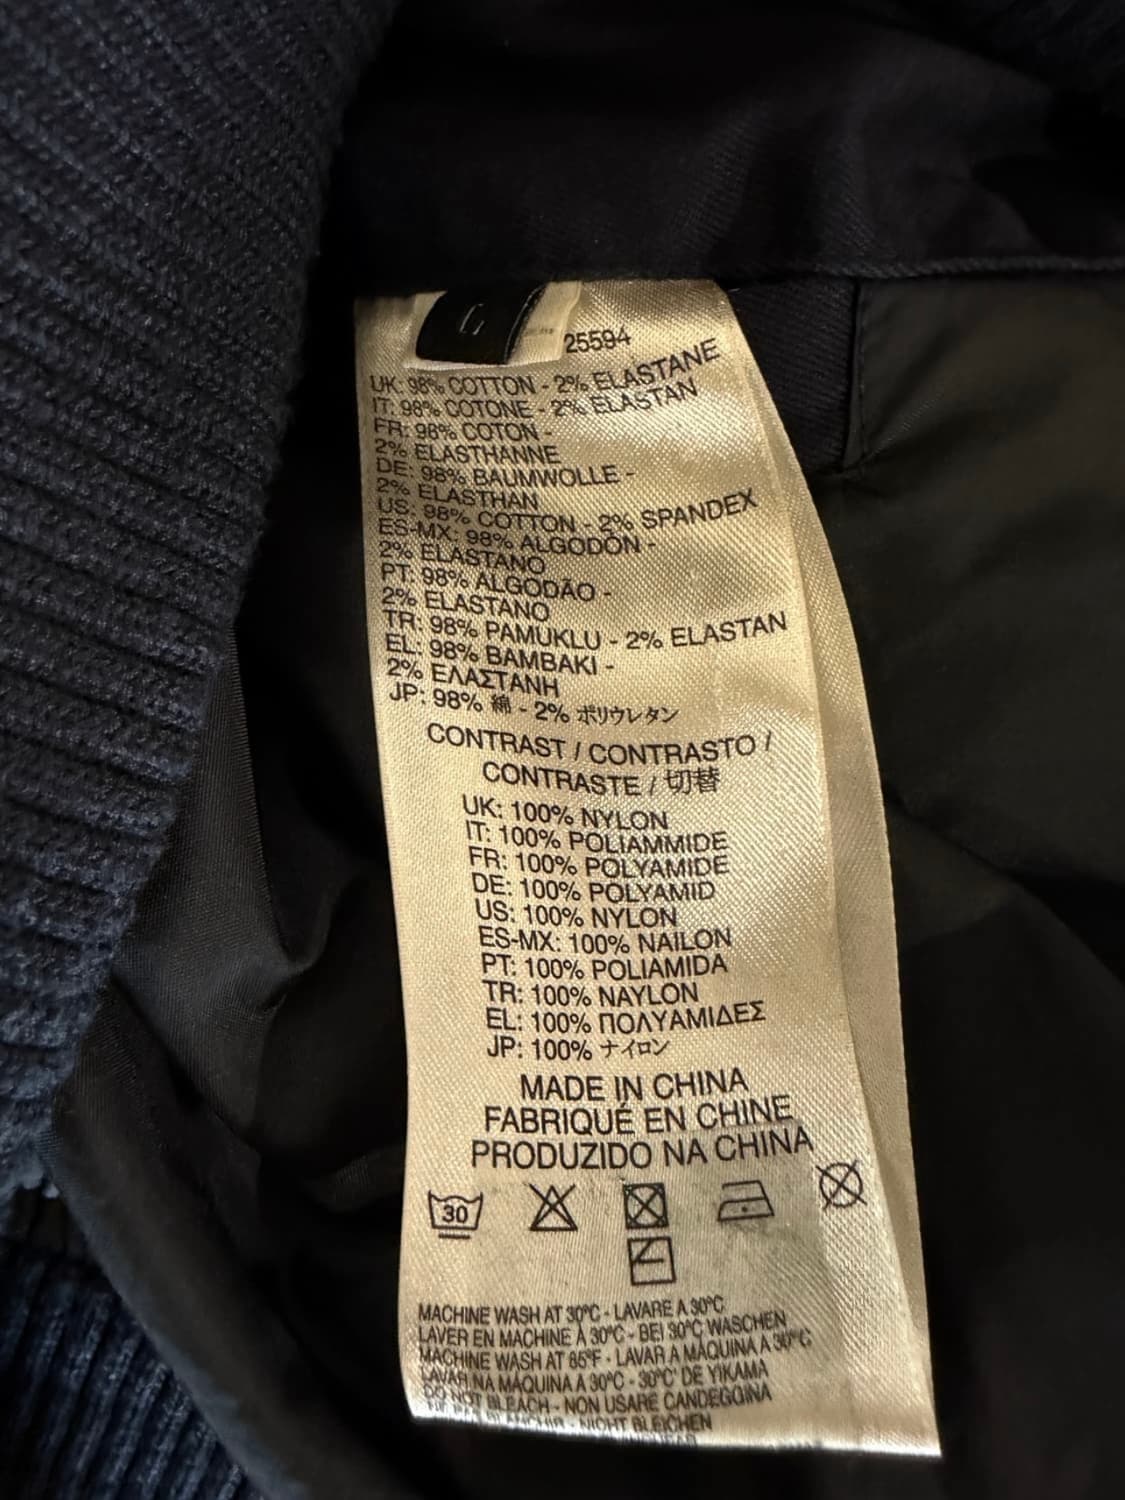 25594
UK: 98% COTTON - 2% ELASTANE
IT: 98% COTONE - 2% ELASTAN
FR: 98% COTON -
2% ELASTHANNE
DE: 98% BAUMWOLLE -
2% ELASTHAN
US: 98% COTTON - 2% SPANDEX
ES-MX: 98% ALGODÓN -
2% ELASTANO
PT: 98% ALGODÃO -
2% ELASTANO
TR: 98% PAMUKLU - 2% ELASTAN
EL: 98% BAMBAKI -
2% ΕΛΑΣΤΑΝΗ
JP: 98% 綿 - 2% ポリウレタン
CONTRAST / CONTRASTO /
CONTRASTE / 切替
UK: 100% NYLON
IT: 100% POLIAMMIDE
FR: 100% POLYAMIDE
DE: 100% POLYAMID
US: 100% NYLON
ES-MX: 100% NAILON
PT: 100% POLIAMIDA
TR: 100% NAYLON
EL: 100% ΠΟΛΥΑΜΙΔΕΣ
JP: 100% ナイロン
MADE IN CHINA
FABRIQUÉ EN CHINE
PRODUZIDO NA CHINA
30
MACHINE WASH AT 30°C - LAVARE A 30°C
LAVER EN MACHINE À 30°C - BEI 30°C WASCHEN
MACHINE WASH AT 85°F - LAVAR A MÁQUINA A 30°C
LAVAR NA MÁQUINA A 30°C - 30°C' DE YIKAMA
DO NOT BLEACH - NON USARE CANDEGGINA
NICHT BLEICHEN